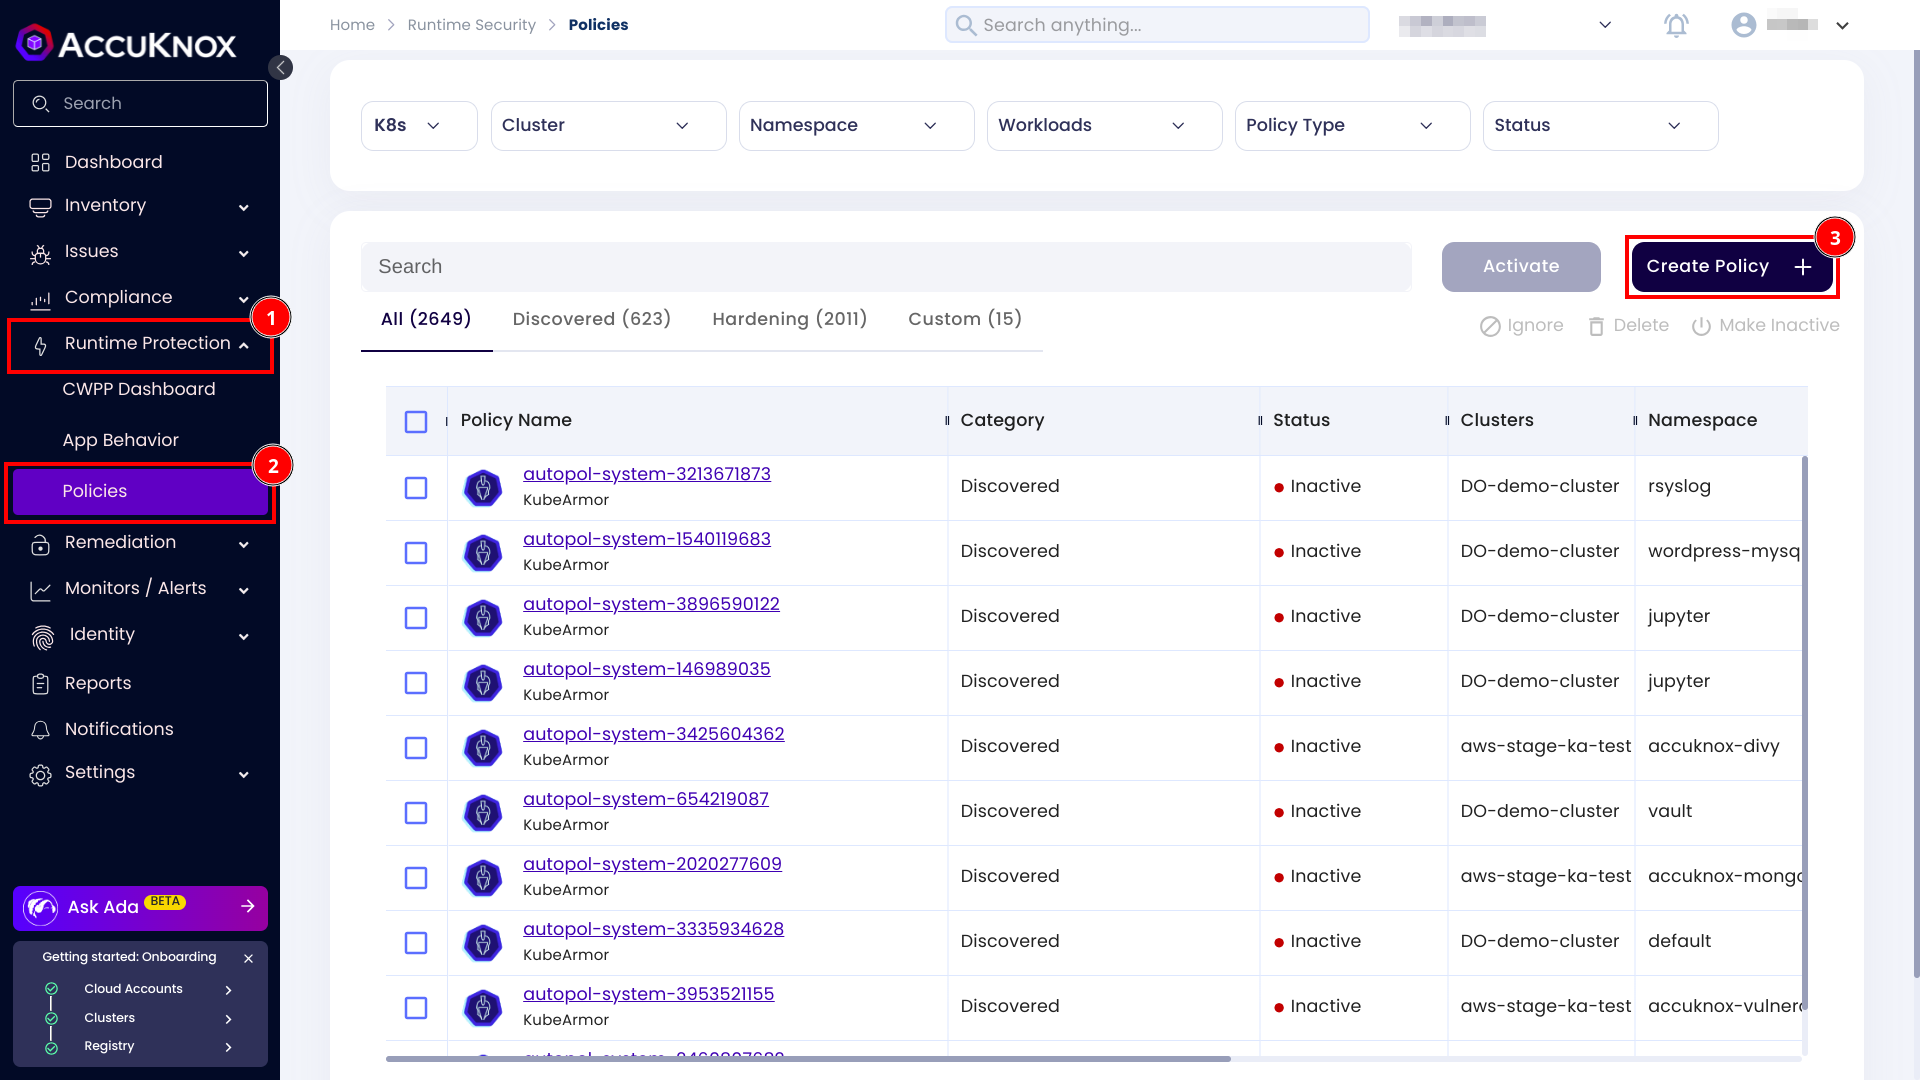 ACCUKNOX
Home > Runtime Security > Policies
Search anything...
Search
Dashboard
Inventory
Issues
Compliance
1
Runtime Protection
CWPP Dashboard
App Behavior
2
Policies
Remediation
Monitors / Alerts
Identity
Reports
Notifications
Settings
Ask Ada BETA
Getting started: Onboarding
Cloud Accounts
Clusters
Registry
K8s Cluster Namespace Workloads Policy Type Status
Search
Activate
Create Policy +
3
All (2649) Discovered (623) Hardening (2011) Custom (15)
Ignore Delete Make Inactive
Policy Name Category Status Clusters Namespace
autopol-system-3213671873
KubeArmor
Discovered Inactive DO-demo-cluster rsyslog
autopol-system-1540119683
KubeArmor
Discovered Inactive DO-demo-cluster wordpress-mysq
autopol-system-3896590122
KubeArmor
Discovered Inactive DO-demo-cluster jupyter
autopol-system-146989035
KubeArmor
Discovered Inactive DO-demo-cluster jupyter
autopol-system-3425604362
KubeArmor
Discovered Inactive aws-stage-ka-test accuknox-divy
autopol-system-654219087
KubeArmor
Discovered Inactive DO-demo-cluster vault
autopol-system-2020277609
KubeArmor
Discovered Inactive aws-stage-ka-test accuknox-mongo
autopol-system-3335934628
KubeArmor
Discovered Inactive DO-demo-cluster default
autopol-system-3953521155
KubeArmor
Discovered Inactive aws-stage-ka-test accuknox-vulnera